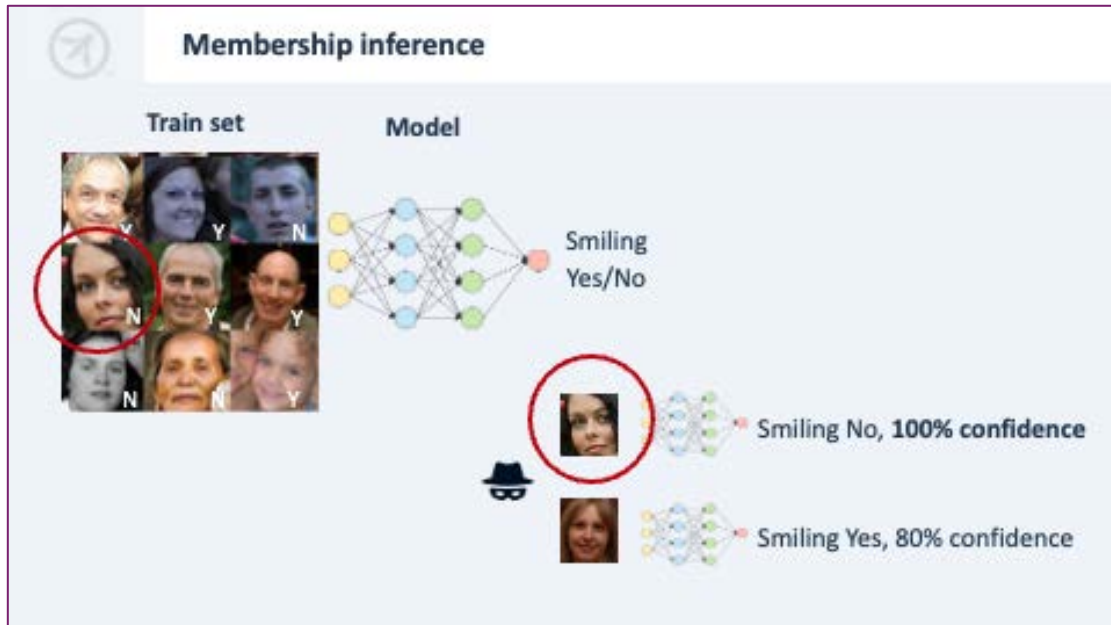 Membership inference
Train set
Model
Y
Y
N
N
Y
Y
N
N
Y
Smiling
Yes/No
Smiling No, 100% confidence
Smiling Yes, 80% confidence